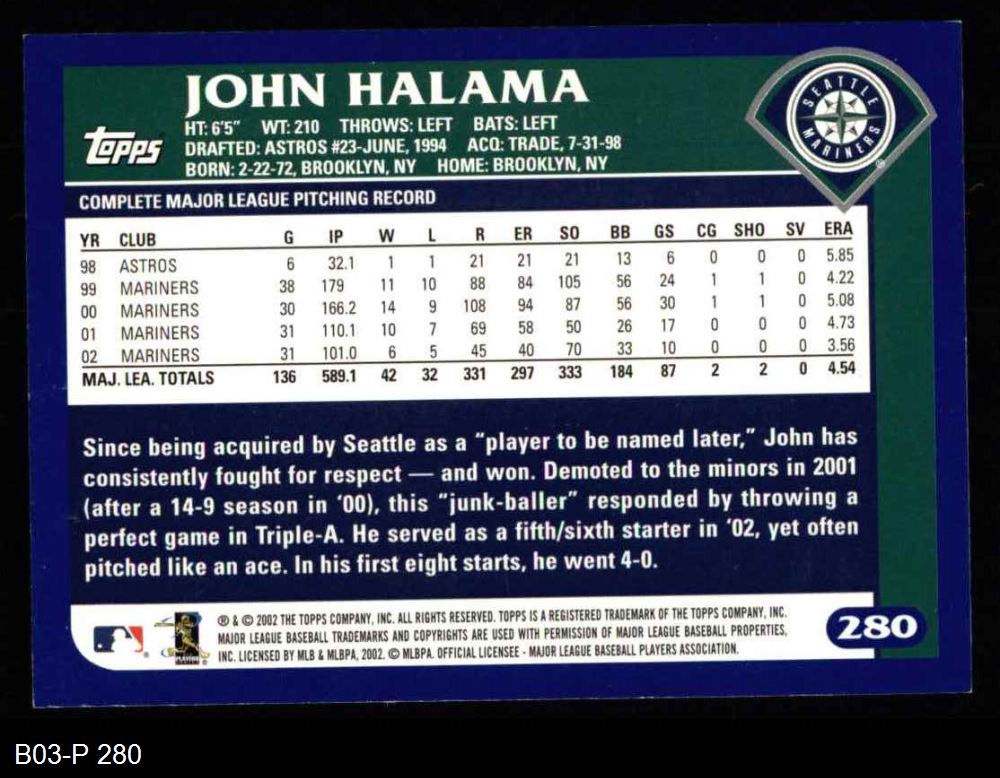 JOHN HALAMA
HT: 6'5" WT: 210 THROWS: LEFT BATS: LEFT
DRAFTED: ASTROS #23-JUNE, 1994 ACQ: TRADE, 7-31-98
BORN: 2-22-72, BROOKLYN, NY HOME: BROOKLYN, NY
Topps
SEATTLE MARINERS
COMPLETE MAJOR LEAGUE PITCHING RECORD
YR CLUB G IP W L R ER SO BB GS CG SHO SV ERA
98 ASTROS 6 32.1 1 1 21 21 21 13 6 0 0 0 5.85
99 MARINERS 38 179 11 10 88 84 105 56 24 1 1 0 4.22
00 MARINERS 30 166.2 14 9 108 94 87 56 30 1 1 0 5.08
01 MARINERS 31 110.1 10 7 69 58 50 26 17 0 0 0 4.73
02 MARINERS 31 101.0 6 5 45 40 70 33 10 0 0 0 3.56
MAJ. LEA. TOTALS 136 589.1 42 32 331 297 333 184 87 2 2 0 4.54
Since being acquired by Seattle as a "player to be named later," John has
consistently fought for respect — and won. Demoted to the minors in 2001
(after a 14-9 season in '00), this "junk-baller" responded by throwing a
perfect game in Triple-A. He served as a fifth/sixth starter in '02, yet often
pitched like an ace. In his first eight starts, he went 4-0.
® & © 2002 THE TOPPS COMPANY, INC. ALL RIGHTS RESERVED. TOPPS IS A REGISTERED TRADEMARK OF THE TOPPS COMPANY, INC.
MAJOR LEAGUE BASEBALL TRADEMARKS AND COPYRIGHTS ARE USED WITH PERMISSION OF MAJOR LEAGUE BASEBALL PROPERTIES,
INC. LICENSED BY MLB & MLBPA, 2002. © MLBPA. OFFICIAL LICENSEE - MAJOR LEAGUE BASEBALL PLAYERS ASSOCIATION.
280
B03-P 280